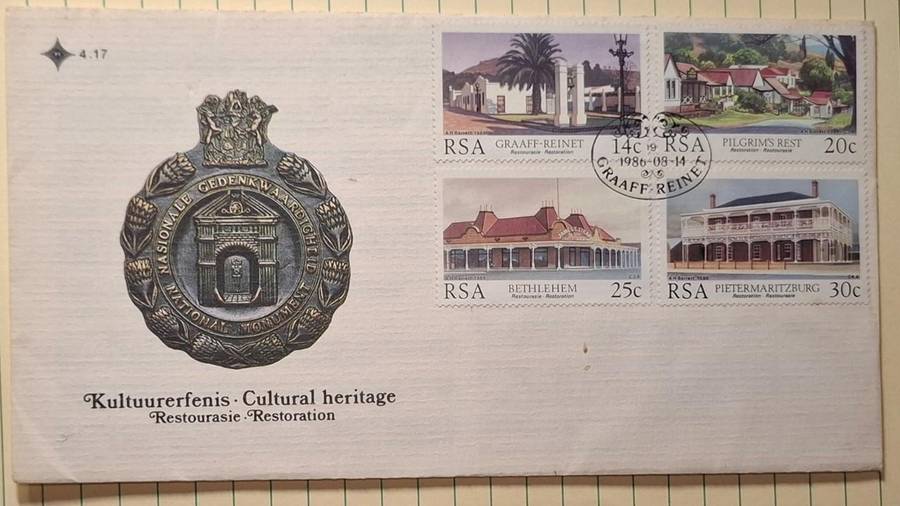 4.17
NASIONALE GEDENKWAARDIGHEID
NATIONAL MONUMENT
Kultuurerfenis · Cultural heritage
Restourasie · Restoration
RSA GRAAFF-REINET 14c
Restourasie · Restoration
RSA PILGRIM'S REST 20c
Restourasie · Restoration
19
1986-08-14
GRAAFF-REINET
RSA BETHLEHEM 25c
Restourasie · Restoration
RSA PIETERMARITZBURG 30c
Restourasie · Restoration